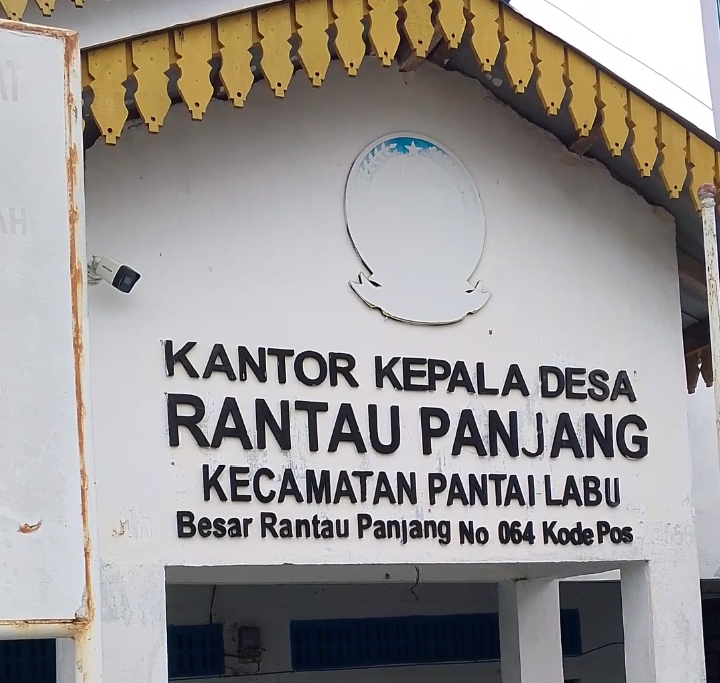 KANTOR KEPALA DESA
RANTAU PANJANG
KECAMATAN PANTAI LABU
Besar Rantau Panjang No 064 Kode Pos